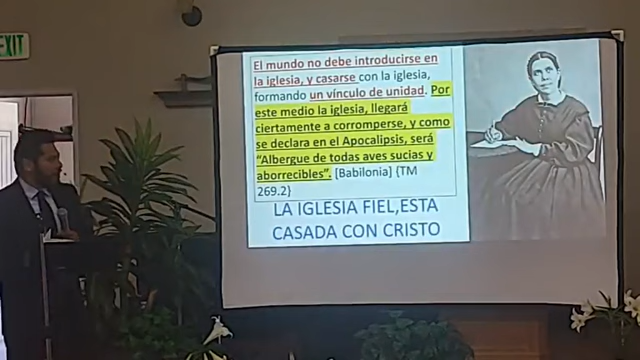 EXIT
El mundo no debe introducirse en
la iglesia, y casarse con la iglesia,
formando un vínculo de unidad. Por
este medio la iglesia, llegará
ciertamente a corromperse, y como
se declara en el Apocalipsis, será
“Albergue de todas aves sucias y
aborrecibles”. [Babilonia] {TM
269.2}
LA IGLESIA FIEL,ESTA
CASADA CON CRISTO